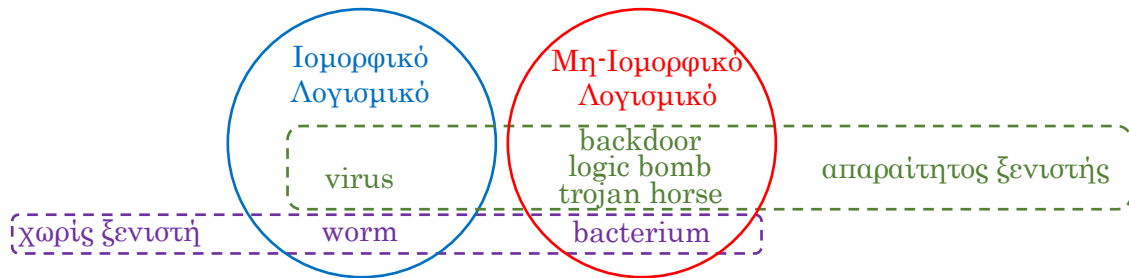 Ιομορφικό
Λογισμικό
Μη-Ιομορφικό
Λογισμικό
virus
backdoor
logic bomb
trojan horse
απαραίτητος ξενιστής
χωρίς ξενιστή
worm
bacterium